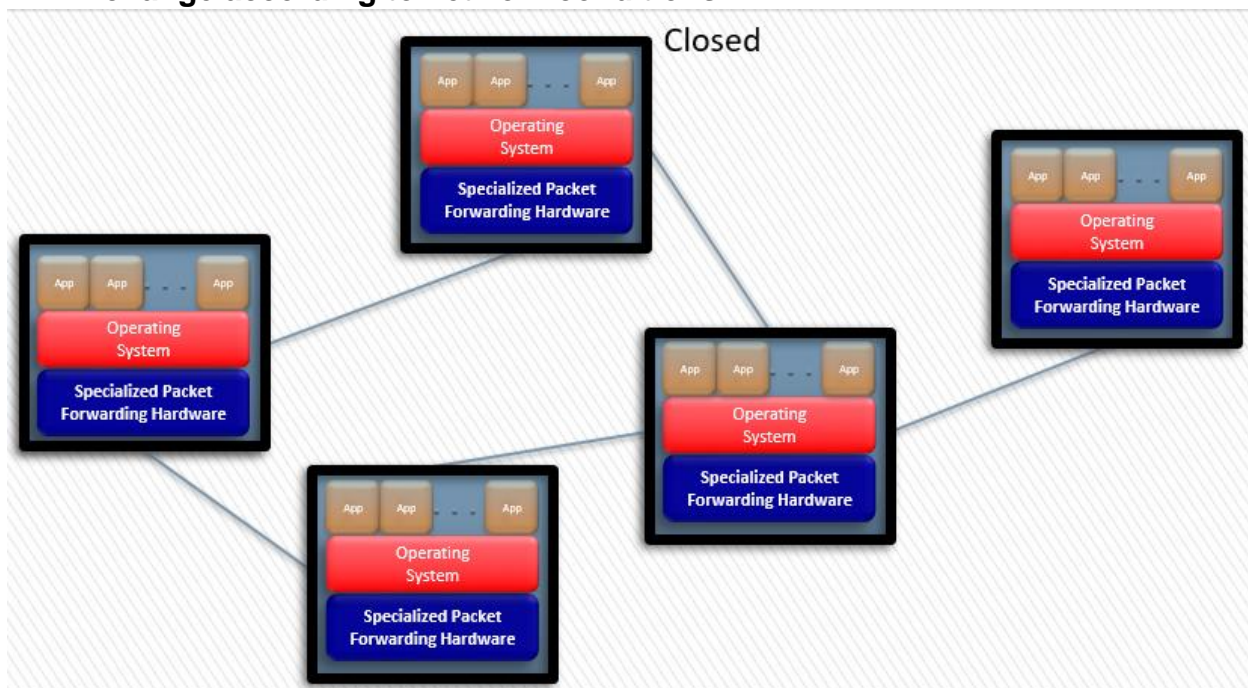 Closed
App App - - - App
Operating
System
Specialized Packet
Forwarding Hardware
App App - - - App
Operating
System
Specialized Packet
Forwarding Hardware
App App - - - App
Operating
System
Specialized Packet
Forwarding Hardware
App App - - - App
Operating
System
Specialized Packet
Forwarding Hardware
App App - - - App
Operating
System
Specialized Packet
Forwarding Hardware